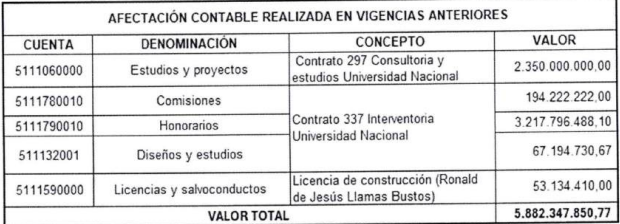 AFECTACIÓN CONTABLE REALIZADA EN VIGENCIAS ANTERIORES
CUENTA DENOMINACIÓN CONCEPTO VALOR
5111060000 Estudios y proyectos Contrato 297 Consultoria y estudios Universidad Nacional 2.350.000.000,00
5111780010 Comisiones Contrato 337 Interventoria Universidad Nacional 194.222.222,00
5111790010 Honorarios 3.217.796.488,10
511132001 Diseños y estudios 67.194.730,67
5111590000 Licencias y salvoconductos Licencia de construcción (Ronald de Jesús Llamas Bustos) 53.134.410,00
VALOR TOTAL 5.882.347.850,77